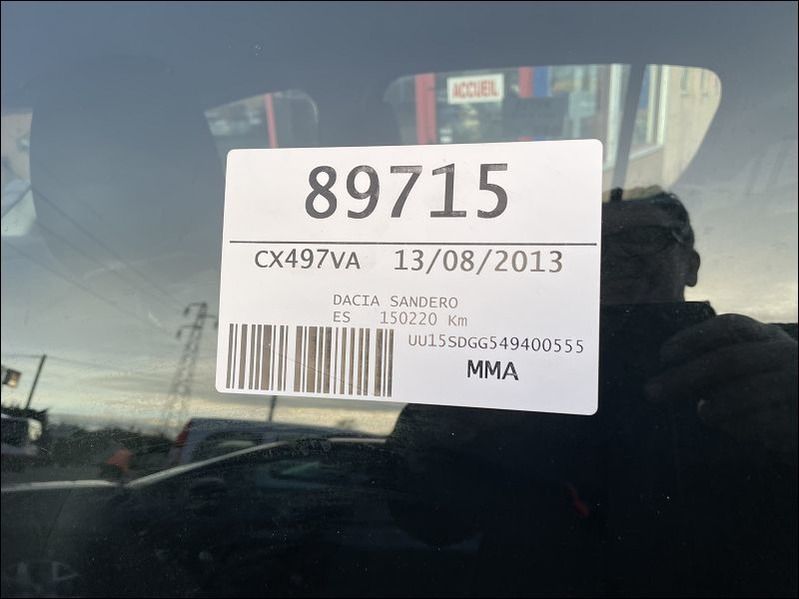 ACCUEIL
89715
CX497VA 13/08/2013
DACIA SANDERO
ES 150220 Km
UU15SDGG549400555
MMA